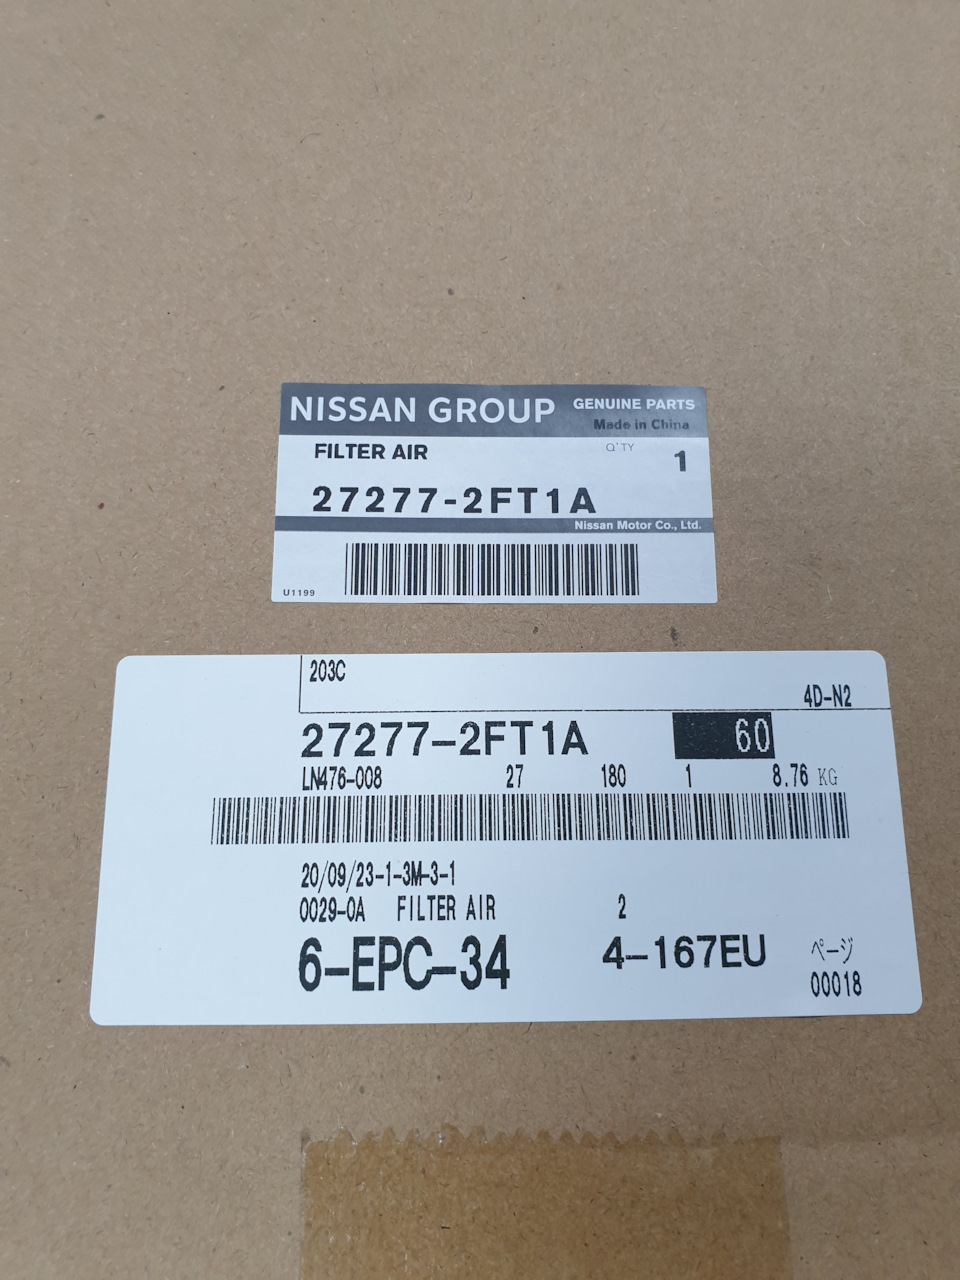 NISSAN GROUP GENUINE PARTS
Made in China
FILTER AIR Q'TY 1
27277-2FT1A
Nissan Motor Co., Ltd.
U1199
203C
4D-N2
27277-2FT1A 60
LN476-008 27 180 1 8.76 KG
20/09/23-1-3M-3-1
0029-0A FILTER AIR 2
6-EPC-34 4-167EU ページ
00018